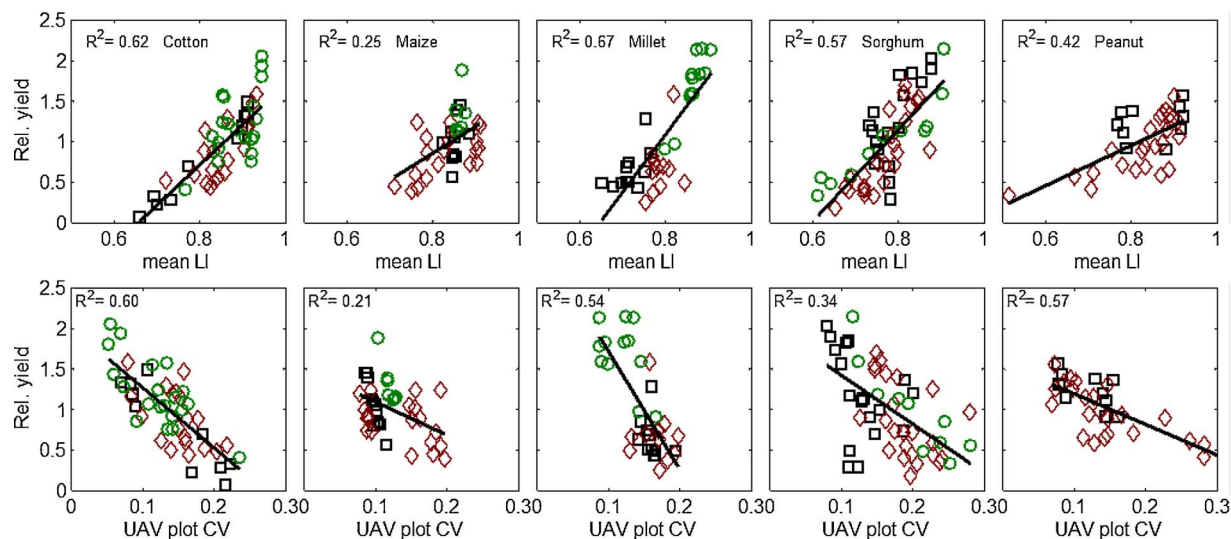 R²= 0.62 Cotton
R²= 0.25 Maize
R²= 0.67 Millet
R²= 0.57 Sorghum
R²= 0.42 Peanut
Rel. yield
2.5
2
1.5
1
0.5
0
0.6 0.8 1
0.6 0.8 1
0.6 0.8 1
0.6 0.8 1
0.6 0.8 1
mean LI
mean LI
mean LI
mean LI
mean LI
R²= 0.60
R²= 0.21
R²= 0.54
R²= 0.34
R²= 0.57
Rel. yield
2.5
2
1.5
1
0.5
0
0 0.1 0.2 0.3
0.1 0.2 0.3
0.1 0.2 0.3
0.1 0.2 0.3
0.1 0.2 0.3
UAV plot CV
UAV plot CV
UAV plot CV
UAV plot CV
UAV plot CV